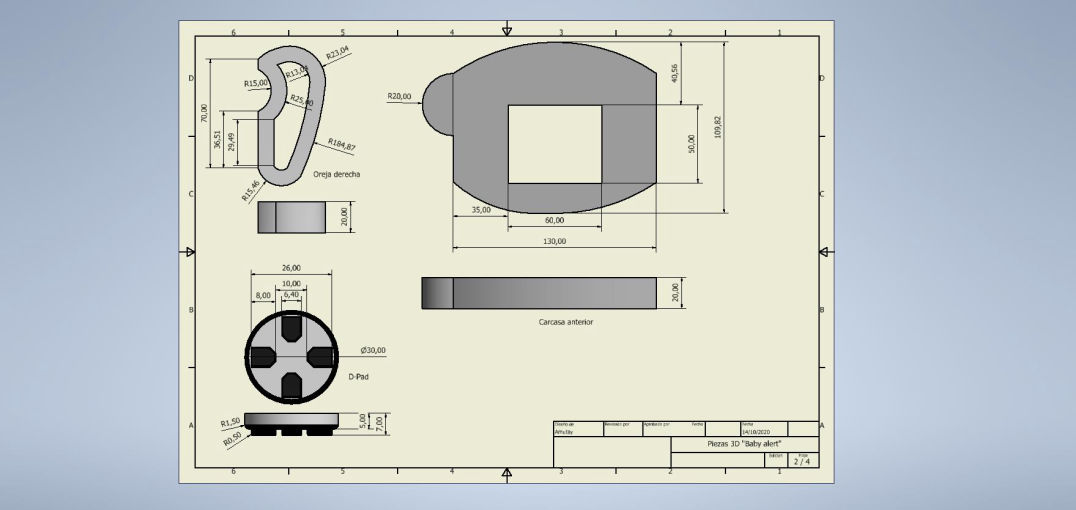 6 5 4 3 2 1
D D
C C
B B
A A
R23,04
R15,00
R25,00
70,00
36,51
29,49
R184,87
R15,46
Oreja derecha
20,00
R20,00
40,56
50,00
109,82
35,00
60,00
130,00
20,00
Carcasa anterior
26,00
10,00
8,00
6,40
Ø30,00
D-Pad
R1,50
R0,50
5,00
7,00
Diseño de
Revisado por
Aprobado por
Fecha
Fecha
14/10/2020
Piezas 3D "Baby alert"
Edición
Hoja
2 / 4
6 5 4 3 2 1